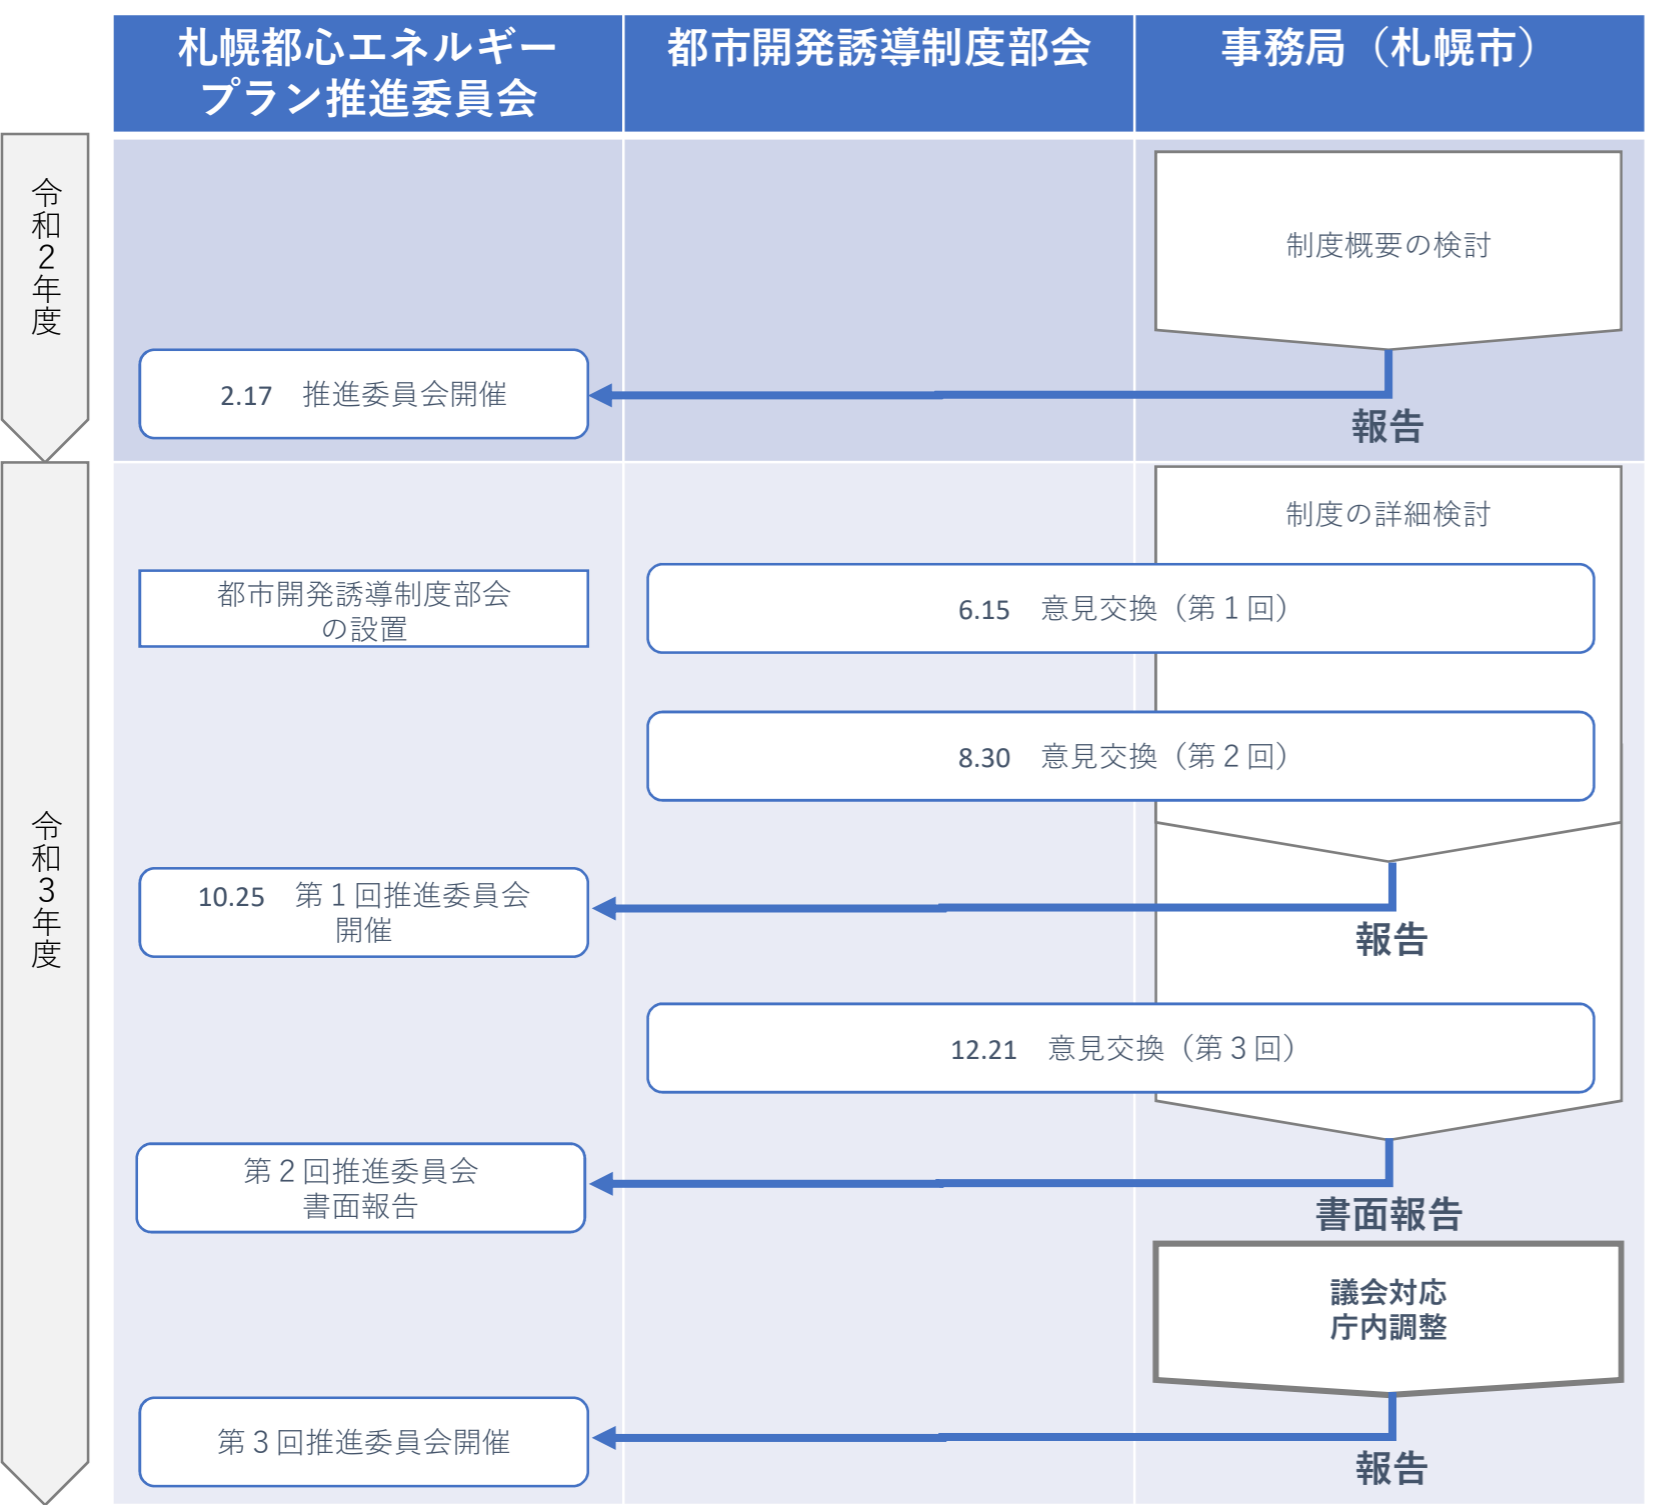 札幌都心エネルギー
プラン推進委員会
都市開発誘導制度部会
事務局（札幌市）
令和２年度
制度概要の検討
2.17　推進委員会開催
報告
令和３年度
制度の詳細検討
都市開発誘導制度部会
の設置
6.15　意見交換（第１回）
8.30　意見交換（第２回）
10.25　第１回推進委員会
開催
報告
12.21　意見交換（第３回）
第２回推進委員会
書面報告
書面報告
議会対応
庁内調整
第３回推進委員会開催
報告